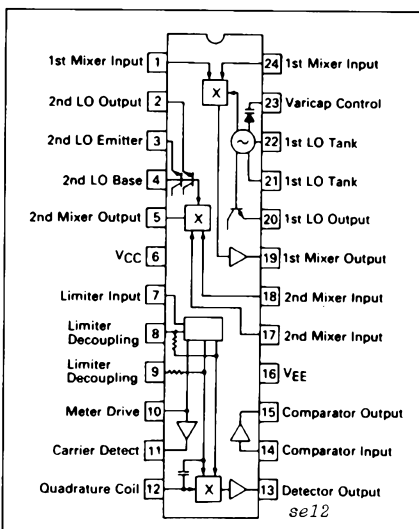 1st Mixer Input 1
2nd LO Output 2
2nd LO Emitter 3
2nd LO Base 4
2nd Mixer Output 5
VCC 6
Limiter Input 7
Limiter
Decoupling 8
Limiter
Decoupling 9
Meter Drive 10
Carrier Detect 11
Quadrature Coil 12
X
X
X
24 1st Mixer Input
23 Varicap Control
22 1st LO Tank
21 1st LO Tank
20 1st LO Output
19 1st Mixer Output
18 2nd Mixer Input
17 2nd Mixer Input
16 VEE
15 Comparator Output
14 Comparator Input
13 Detector Output
sel2